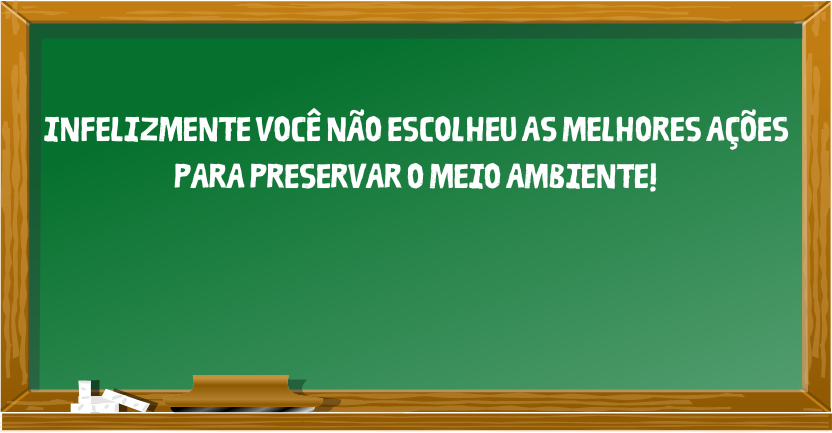 INFELIZMENTE VOCÊ NÃO ESCOLHEU AS MELHORES AÇÕES
PARA PRESERVAR O MEIO AMBIENTE!